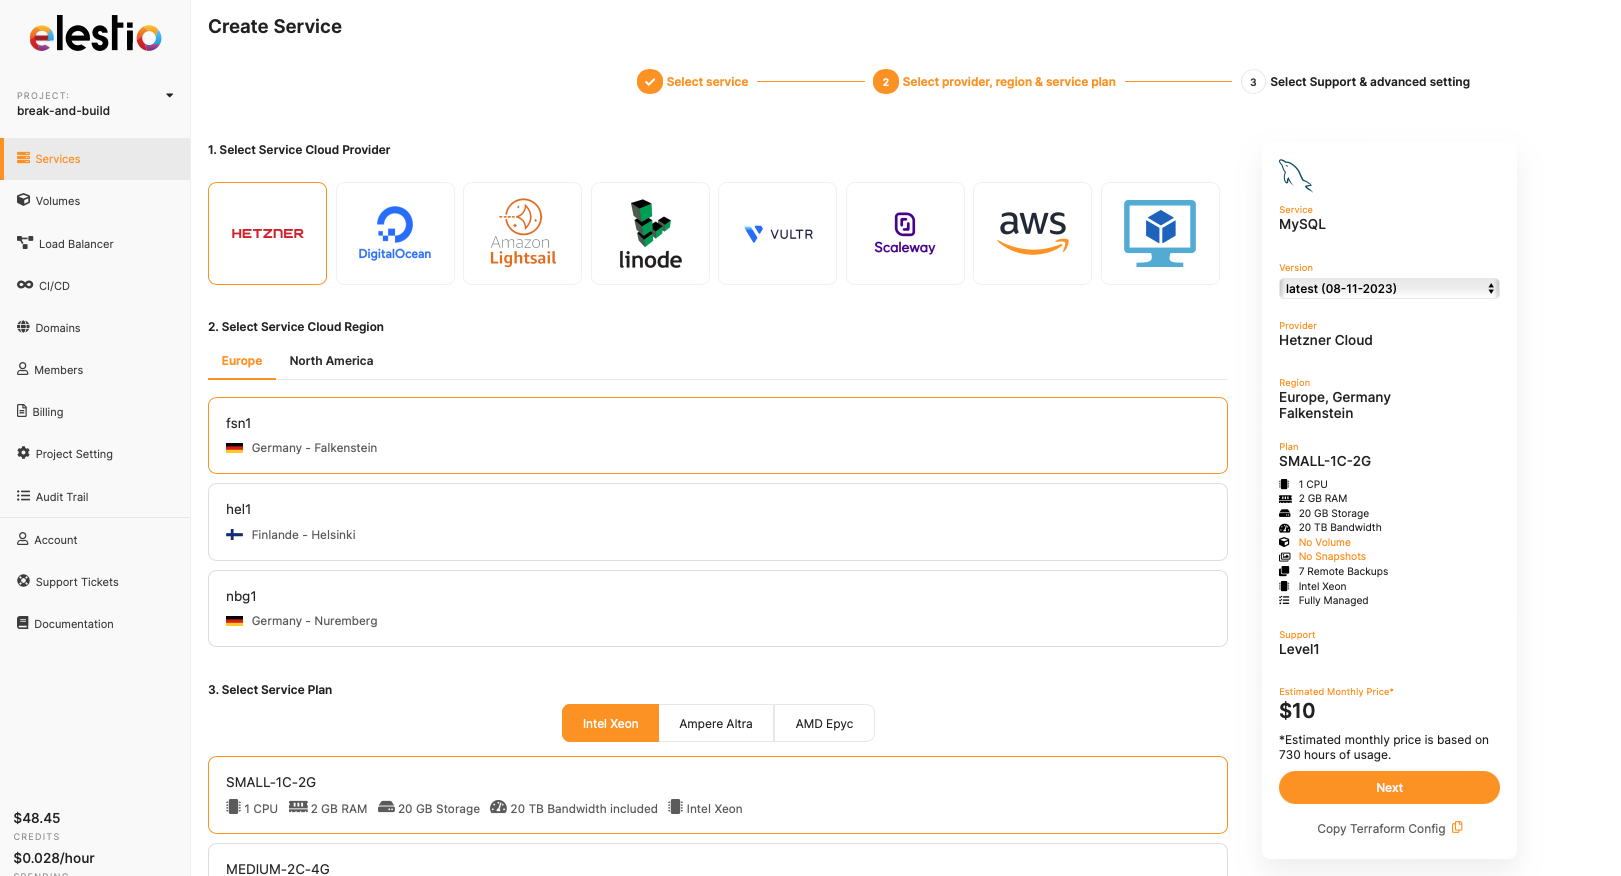 elestio
PROJECT:
break-and-build
Services
Volumes
Load Balancer
CI/CD
Domains
Members
Billing
Project Setting
Audit Trail
Account
Support Tickets
Documentation
$48.45
CREDITS
$0.028/hour
SPENDING
Create Service
Select service
2 Select provider, region & service plan
3 Select Support & advanced setting
1. Select Service Cloud Provider
HETZNER
DigitalOcean
Amazon
Lightsail
linode
VULTR
Scaleway
aws
2. Select Service Cloud Region
Europe
North America
fsn1
Germany - Falkenstein
hel1
Finlande - Helsinki
nbg1
Germany - Nuremberg
3. Select Service Plan
Intel Xeon
Ampere Altra
AMD Epyc
SMALL-1C-2G
1 CPU 2 GB RAM 20 GB Storage 20 TB Bandwidth included Intel Xeon
MEDIUM-2C-4G
Service
MySQL
Version
latest (08-11-2023)
Provider
Hetzner Cloud
Region
Europe, Germany
Falkenstein
Plan
SMALL-1C-2G
1 CPU
2 GB RAM
20 GB Storage
20 TB Bandwidth
No Volume
No Snapshots
7 Remote Backups
Intel Xeon
Fully Managed
Support
Level1
Estimated Monthly Price*
$10
*Estimated monthly price is based on
730 hours of usage.
Next
Copy Terraform Config